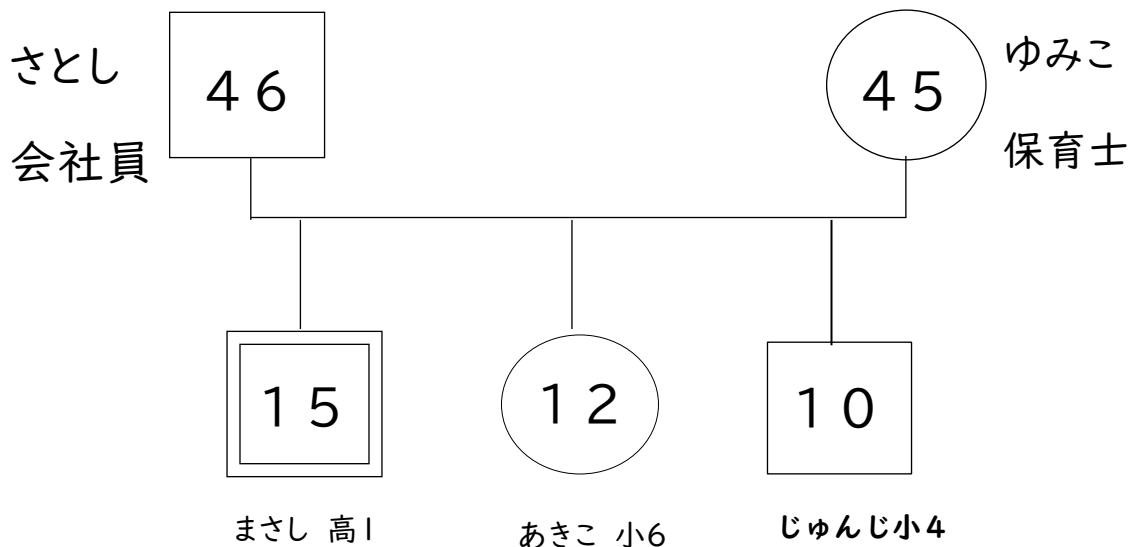 さとし
会社員
４６
４５
ゆみこ
保育士
１５
１２
１０
まさし 高1
あきこ 小6
じゅんじ小４